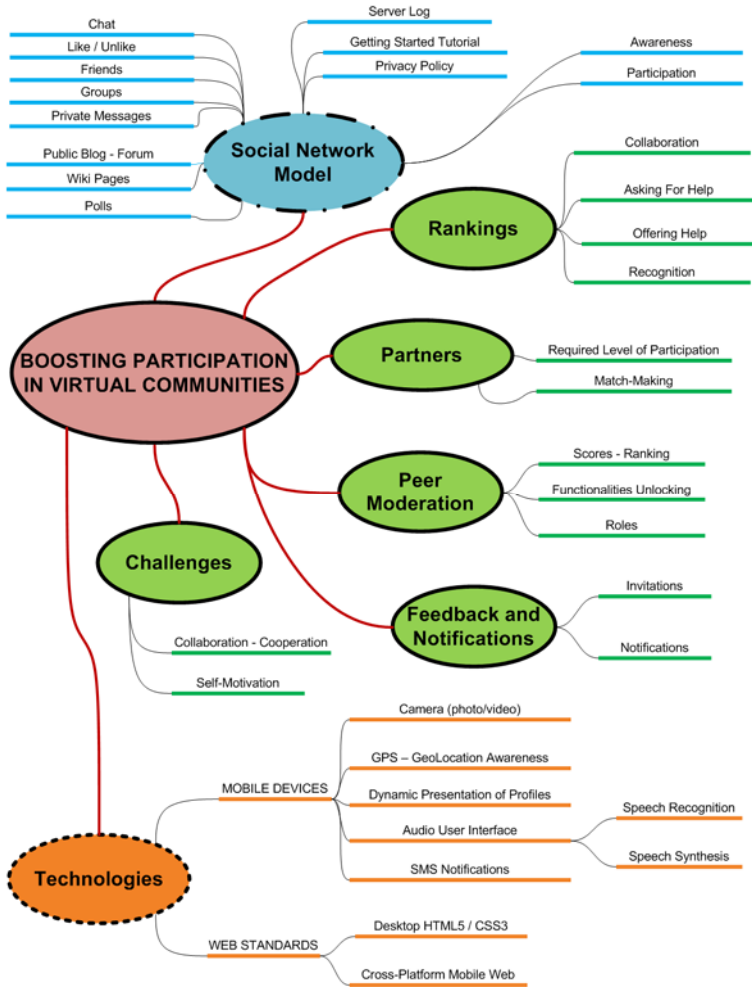 Chat
Like / Unlike
Friends
Groups
Private Messages
Public Blog - Forum
Wiki Pages
Polls
Server Log
Getting Started Tutorial
Privacy Policy
Awareness
Participation
Social Network
Model
Rankings
Collaboration
Asking For Help
Offering Help
Recognition
BOOSTING PARTICIPATION
IN VIRTUAL COMMUNITIES
Partners
Required Level of Participation
Match-Making
Peer
Moderation
Scores - Ranking
Functionalities Unlocking
Roles
Challenges
Collaboration - Cooperation
Self-Motivation
Feedback and
Notifications
Invitations
Notifications
Technologies
MOBILE DEVICES
Camera (photo/video)
GPS – GeoLocation Awareness
Dynamic Presentation of Profiles
Audio User Interface
Speech Recognition
Speech Synthesis
SMS Notifications
WEB STANDARDS
Desktop HTML5 / CSS3
Cross-Platform Mobile Web